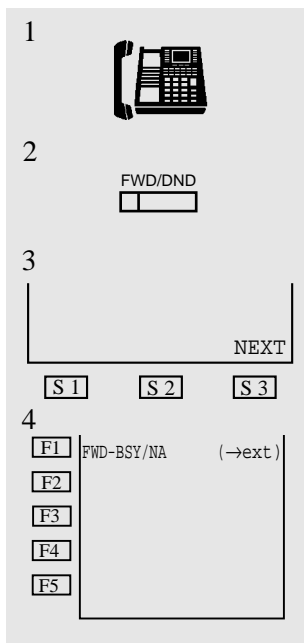 1
2
FWD/DND
3
NEXT
S 1 S 2 S 3
4
F1 FWD-BSY/NA (→ext)
F2
F3
F4
F5